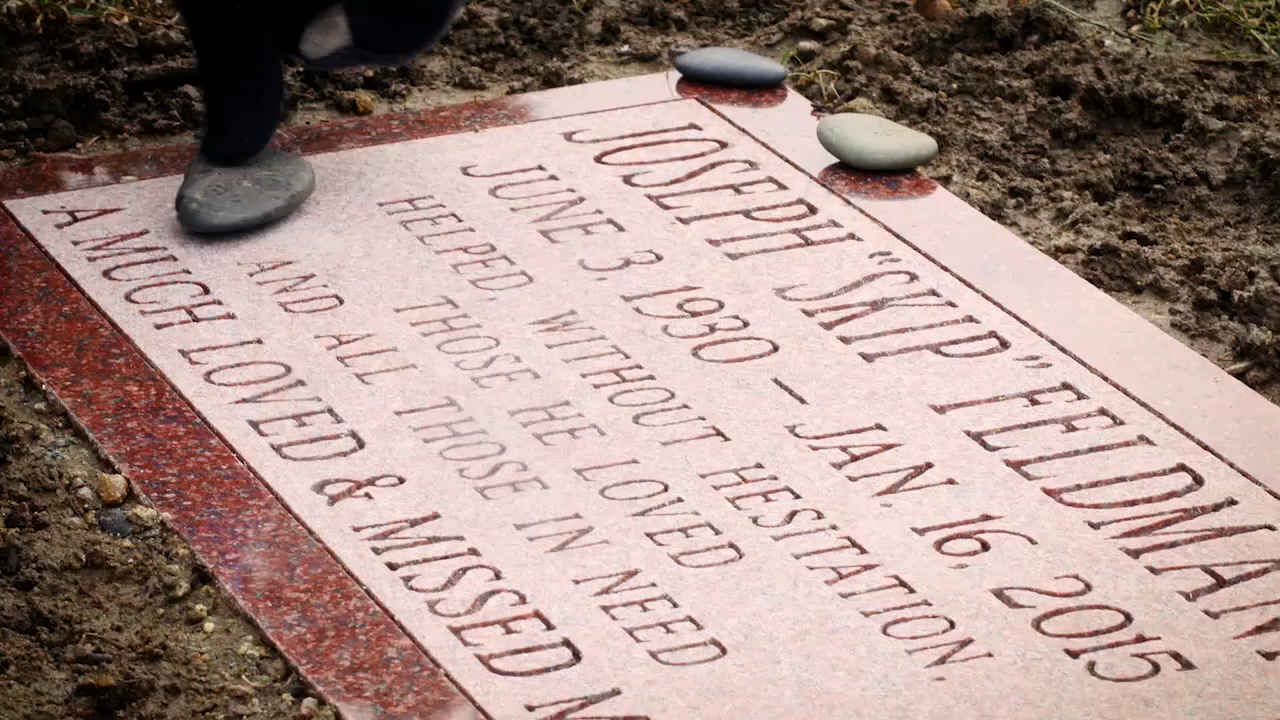 JOSEPH "SKIP" FELDMAN
JUNE 3, 1930 – JAN. 16, 2015
HELPED, WITHOUT HESITATION,
THOSE HE LOVED
AND ALL THOSE IN NEED
A MUCH LOVED & MISSED